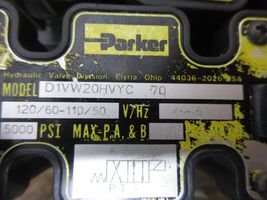 Parker
Hydraulic Valve Division, Elyria, Ohio 44035-2026 USA
MODEL D1VW20HVYC 70
120/60-110/50 V/Hz
5000 PSI MAX-P,A, & B